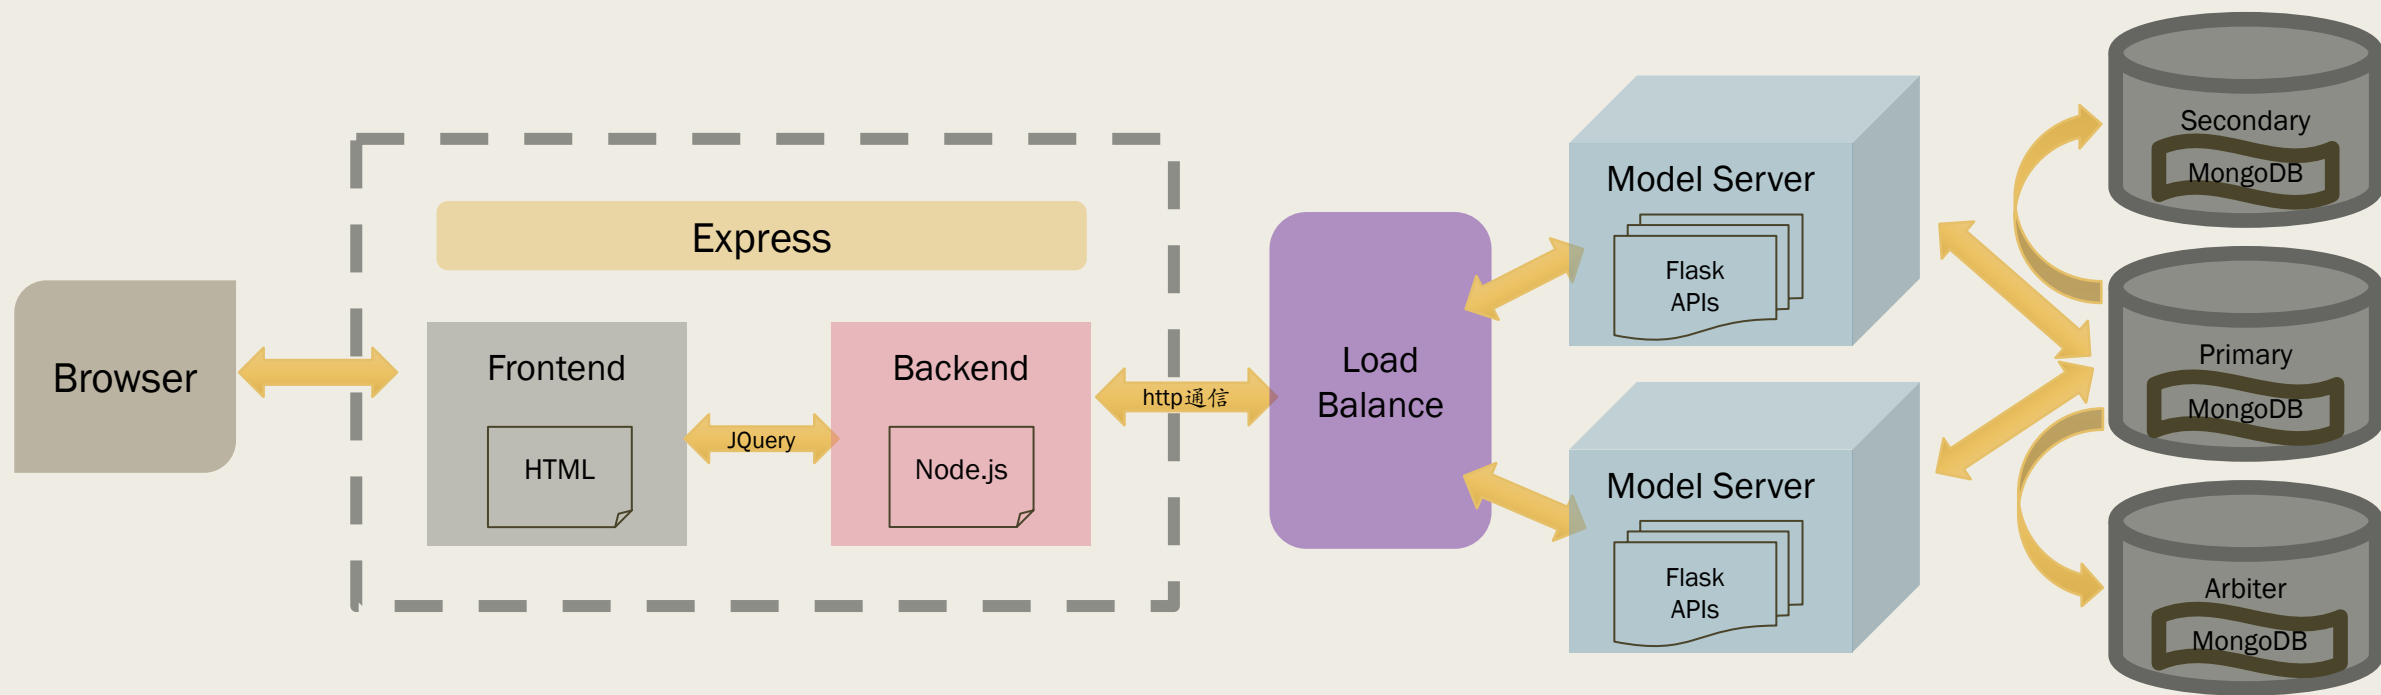 Browser
Express
Frontend
HTML
JQuery
Backend
Node.js
http通信
Load
Balance
Model Server
Flask
APIs
Model Server
Flask
APIs
Secondary
MongoDB
Primary
MongoDB
Arbiter
MongoDB